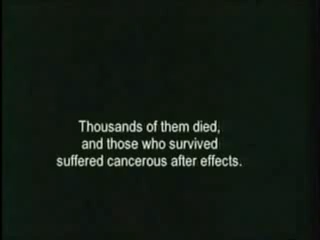 Thousands of them died,
and those who survived
suffered cancerous after effects.